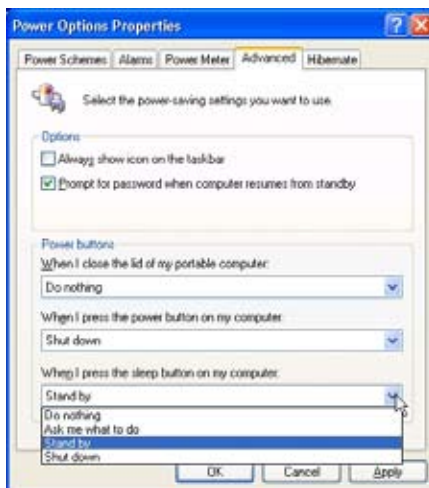 Power Options Properties
Power Schemes Alarms Power Meter Advanced Hibernate
Select the power-saving settings you want to use.
Options
Always show icon on the taskbar
Prompt for password when computer resumes from standby
Power buttons
When I close the lid of my portable computer:
Do nothing
When I press the power button on my computer:
Shut down
When I press the sleep button on my computer:
Stand by
Do nothing
Ask me what to do
Stand by
Shut down
OK Cancel Apply